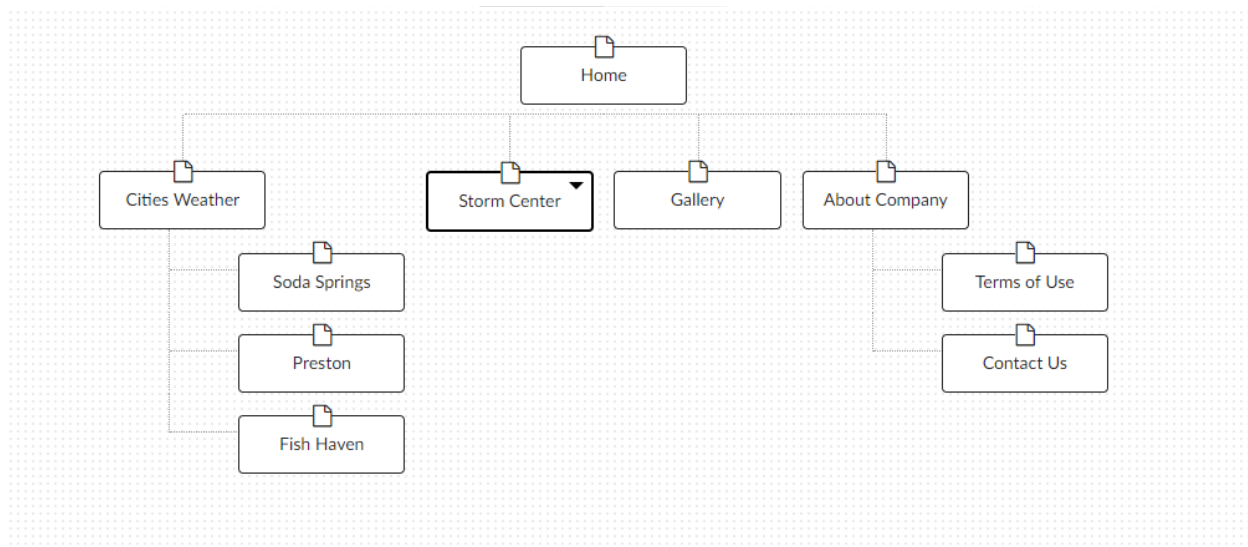 Home
Cities Weather
Storm Center
Gallery
About Company
Soda Springs
Terms of Use
Preston
Contact Us
Fish Haven